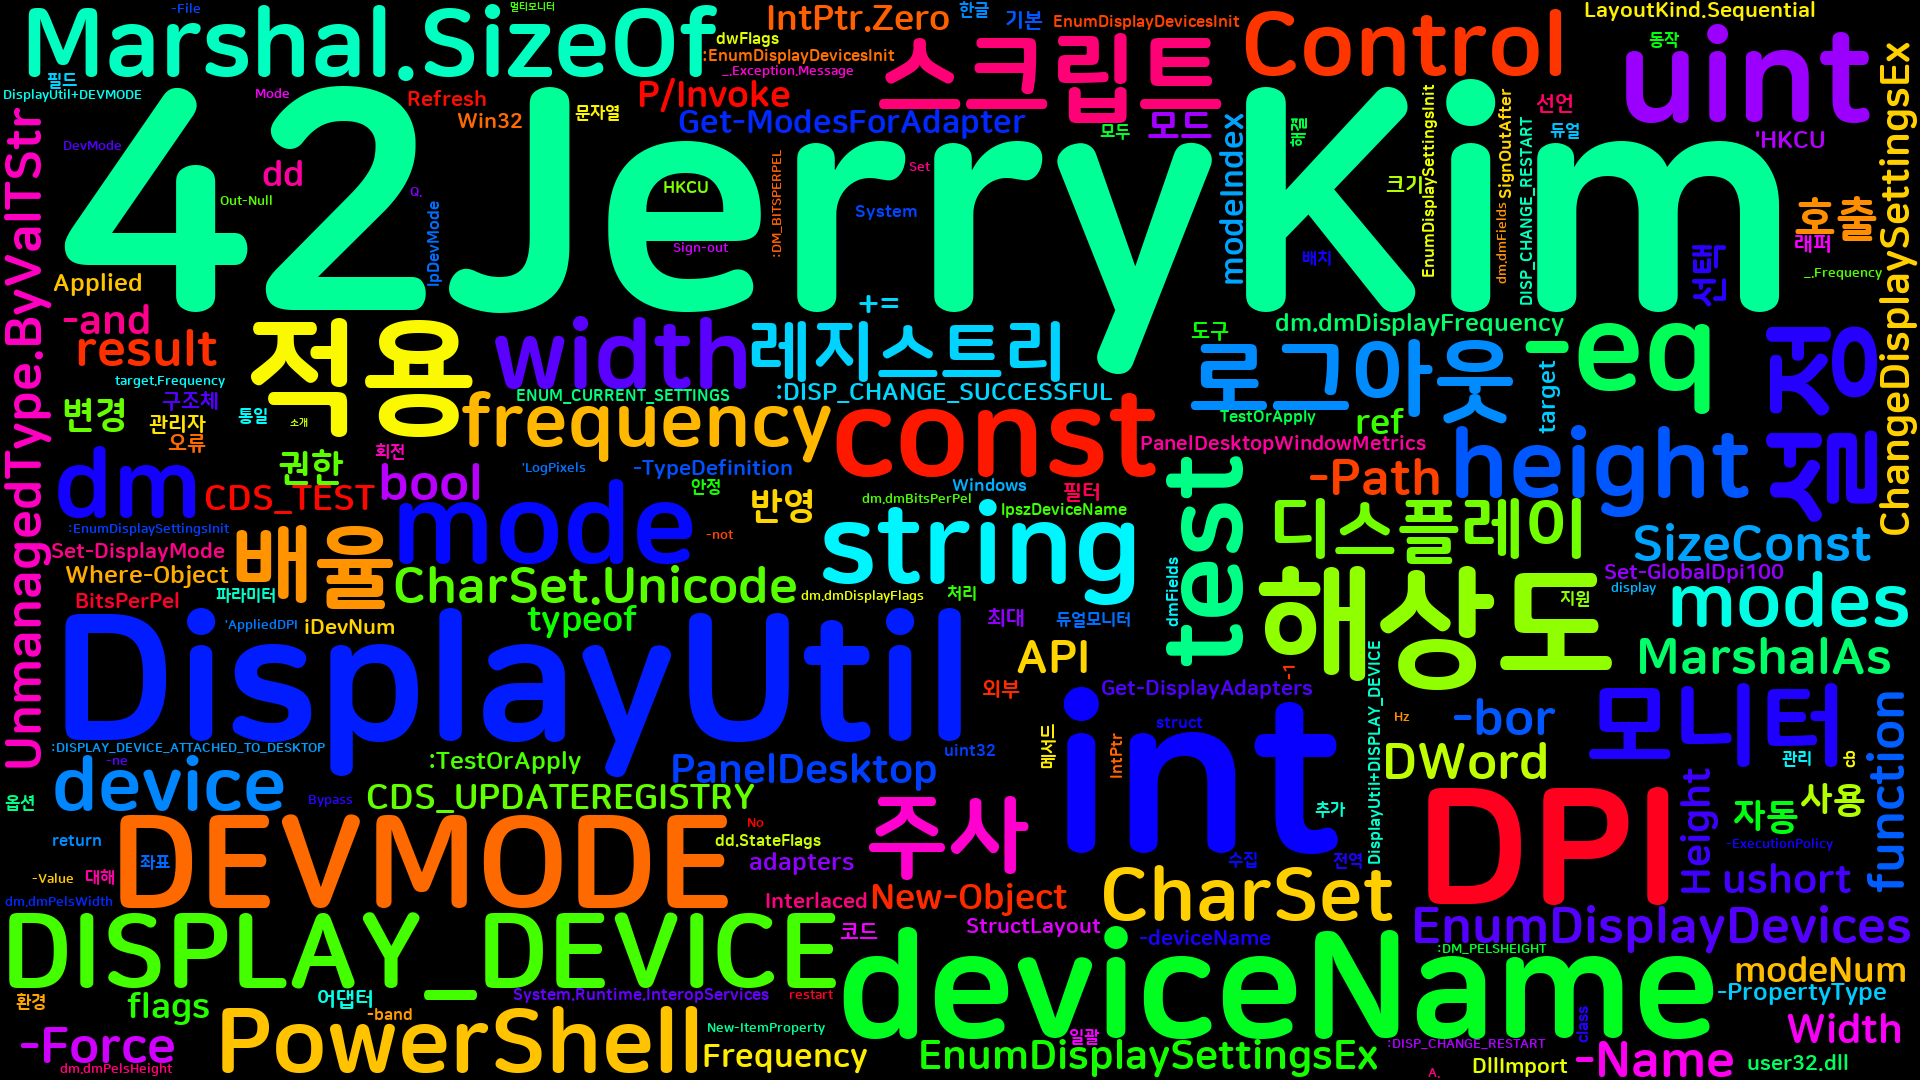 -File
멀티모니터
Marshal.SizeOf
IntPtr.Zero
한글
기본
EnumDisplayDevicesInit
LayoutKind.Sequential
Control
uint
동작
dwFlags
:EnumDisplayDevicesInit
_.Exception.Message
스크립트
필드
DisplayUtil+DEVMODE
Mode
Refresh
P/Invoke
Win32
문자열
Get-ModesForAdapter
모두
모드
modeIndex
해결
EnumDisplaySettingsInit
SignOutAfter
선언
듀얼
'HKCU
ChangeDisplaySettingsEx
UnmanagedType.ByValTStr
42JerryKim
DevMode
dd
Out-Null
Q.
lpDevMode
HKCU
Sign-out
:DM_BITSPERPEL
Set
System
크기
배치
dm.dmFields
DISP_CHANGE_RESTART
선택
호출
래퍼
_.Frequency
Applied
-and
result
적용
width
+=
레지스트리
도구
dm.dmDisplayFrequency
로그아웃
-eq
설정
target.Frequency
구조체
변경
관리자
통일
소개
오류
ENUM_CURRENT_SETTINGS
:DISP_CHANGE_SUCCESSFUL
frequency
const
TestOrApply
ref
target
PanelDesktopWindowMetrics
height
-Path
dm
권한
회전
CDS_TEST
bool
'LogPixels
-TypeDefinition
안정
반영
dm.dmBitsPerPel
Windows
필터
lpszDeviceName
test
디스플레이
:EnumDisplaySettingsInit
Set-DisplayMode
Where-Object
BitsPerPel
배율
파라미터
mode
-not
string
CharSet.Unicode
dm.dmDisplayFlags
처리
dmFields
해상도
지원
SizeConst
Set-GlobalDpi100
display
modes
'AppliedDPI
iDevNum
typeof
최대
듀얼모니터
DisplayUtil
API
외부
Get-DisplayAdapters
-1
DisplayUtil+DISPLAY_DEVICE
MarshalAs
Hz
-bor
모니터
function
:DISPLAY_DEVICE_ATTACHED_TO_DESKTOP
-ne
:TestOrApply
PanelDesktop
uint32
메서드
int
struct
IntPtr
DWord
관리
cb
옵션
device
Bypass
CDS_UPDATEREGISTRY
주사
추가
DPI
Height
자동
사용
-ExecutionPolicy
return
좌표
DEVMODE
No
dd.StateFlags
adapters
수집
전역
-Value
대해
dm.dmPelsWidth
Interlaced
New-Object
CharSet
ushort
DISPLAY_DEVICE
코드
StructLayout
-deviceName
EnumDisplayDevices
:DM_PELSHEIGHT
deviceName
modeNum
환경
flags
어댑터
-band
System.Runtime.InteropServices
restart
-PropertyType
-Force
dm.dmPelsHeight
PowerShell
New-ItemProperty
Frequency
일괄
EnumDisplaySettingsEx
:DISP_CHANGE_RESTART
A.
DllImport
class
-Name
Width
user32.dll